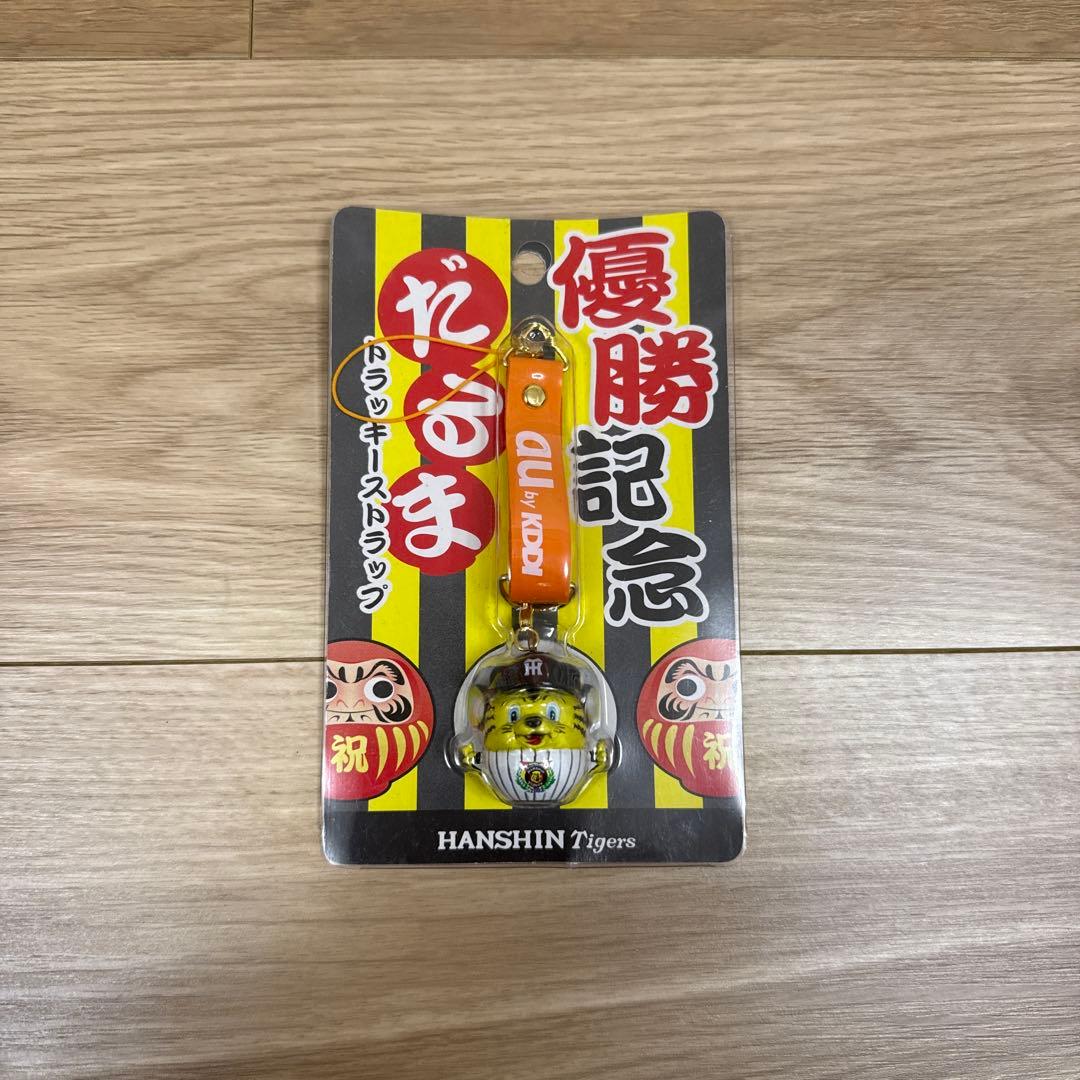 優勝
記念
だるま
トラッキーストラップ
au by KDDI
HT
祝
祝
HANSHIN Tigers